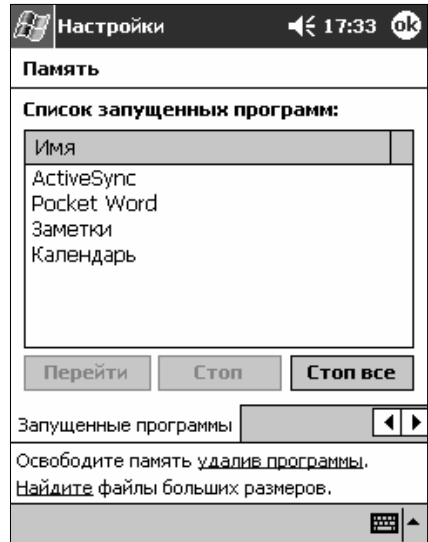 Настройки 17:33 ok
Память
Список запущенных программ:
Имя
ActiveSync
Pocket Word
Заметки
Календарь
Перейти Стоп Стоп все
Запущенные программы
Освободите память удалив программы.
Найдите файлы больших размеров.